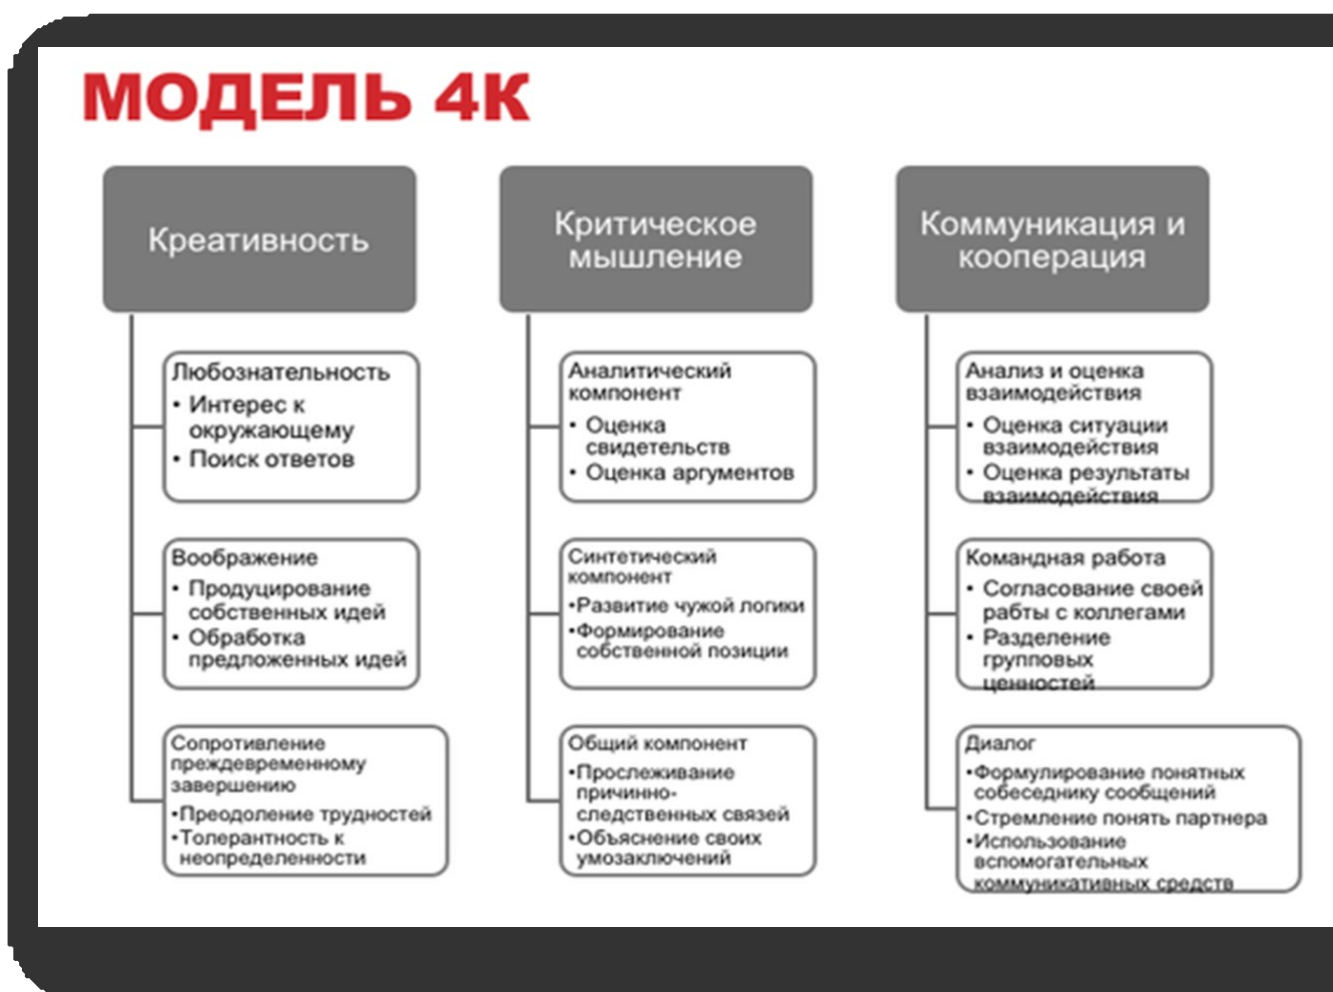 МОДЕЛЬ 4К
Креативность
Любознательность
• Интерес к
окружающему
• Поиск ответов
Воображение
• Продуцирование
собственных идей
• Обработка
предложенных идей
Сопротивление
преждевременному
завершению
•Преодоление трудностей
•Толерантность к
неопределенности
Критическое
мышление
Аналитический
компонент
• Оценка
свидетельств
• Оценка аргументов
Синтетический
компонент
•Развитие чужой логики
•Формирование
собственной позиции
Общий компонент
•Прослеживание
причинно-
следственных связей
•Объяснение своих
умозаключений
Коммуникация и
кооперация
Анализ и оценка
взаимодействия
• Оценка ситуации
взаимодействия
• Оценка результаты
взаимодействия
Командная работа
• Согласование своей
рабты с коллегами
• Разделение
групповых
ценностей
Диалог
•Формулирование понятных
собеседнику сообщений
•Стремление понять партнера
•Использование
вспомогательных
коммуникативных средств